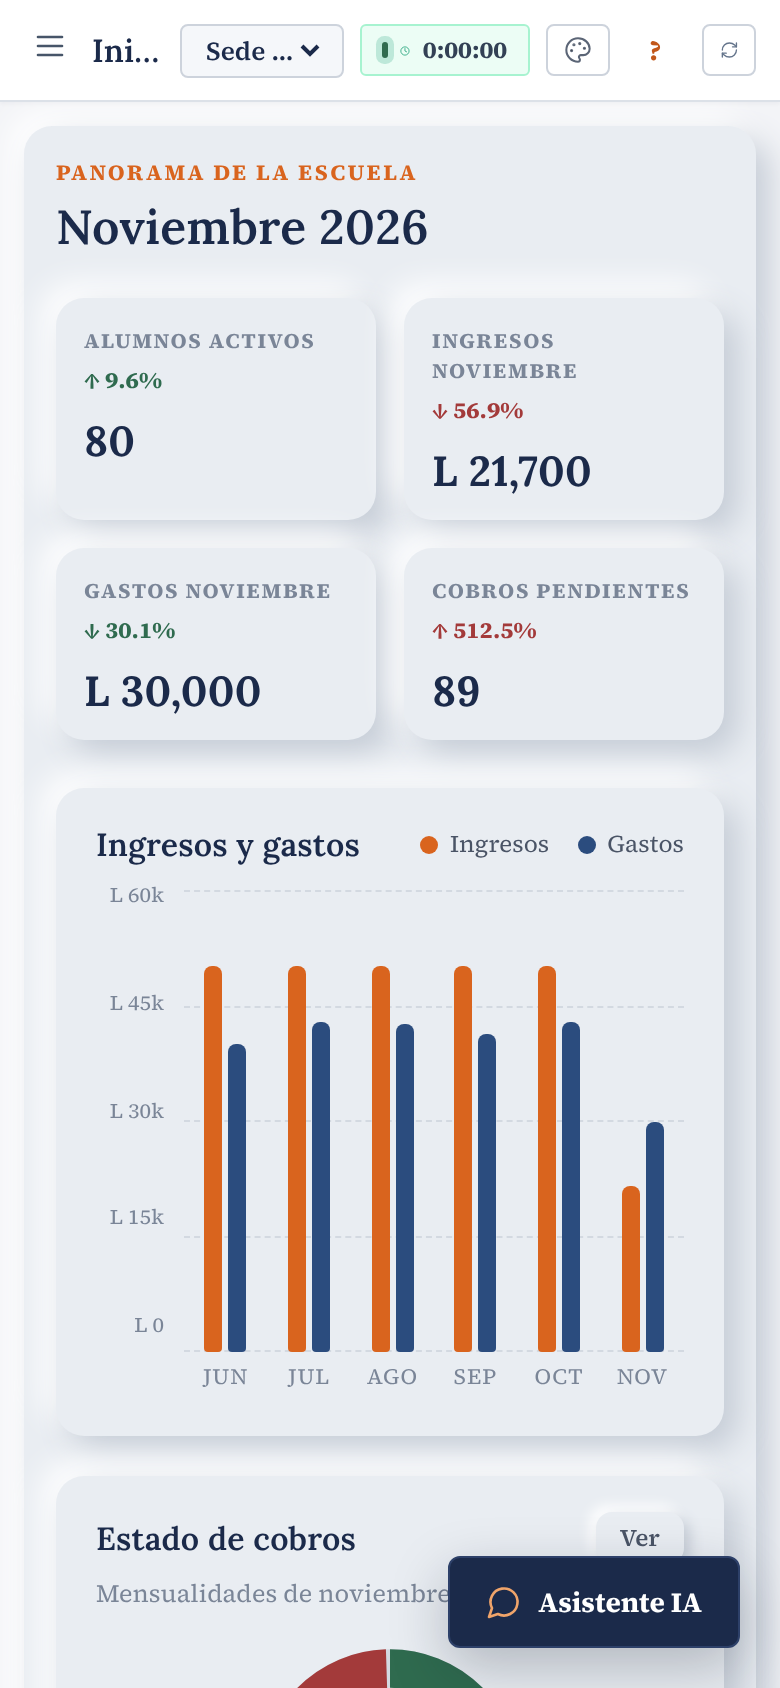 Ini...
Sede ...
0:00:00
?
PANORAMA DE LA ESCUELA
Noviembre 2026
ALUMNOS ACTIVOS
↑ 9.6%
80
INGRESOS
NOVIEMBRE
↓ 56.9%
L 21,700
GASTOS NOVIEMBRE
↓ 30.1%
L 30,000
COBROS PENDIENTES
↑ 512.5%
89
Ingresos y gastos
Ingresos
Gastos
L 60k
L 45k
L 30k
L 15k
L 0
JUN JUL AGO SEP OCT NOV
Estado de cobros
Ver
Mensualidades de noviembre
Asistente IA